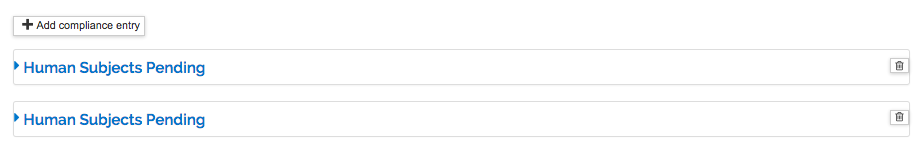 Add compliance entry
Human Subjects Pending
Human Subjects Pending